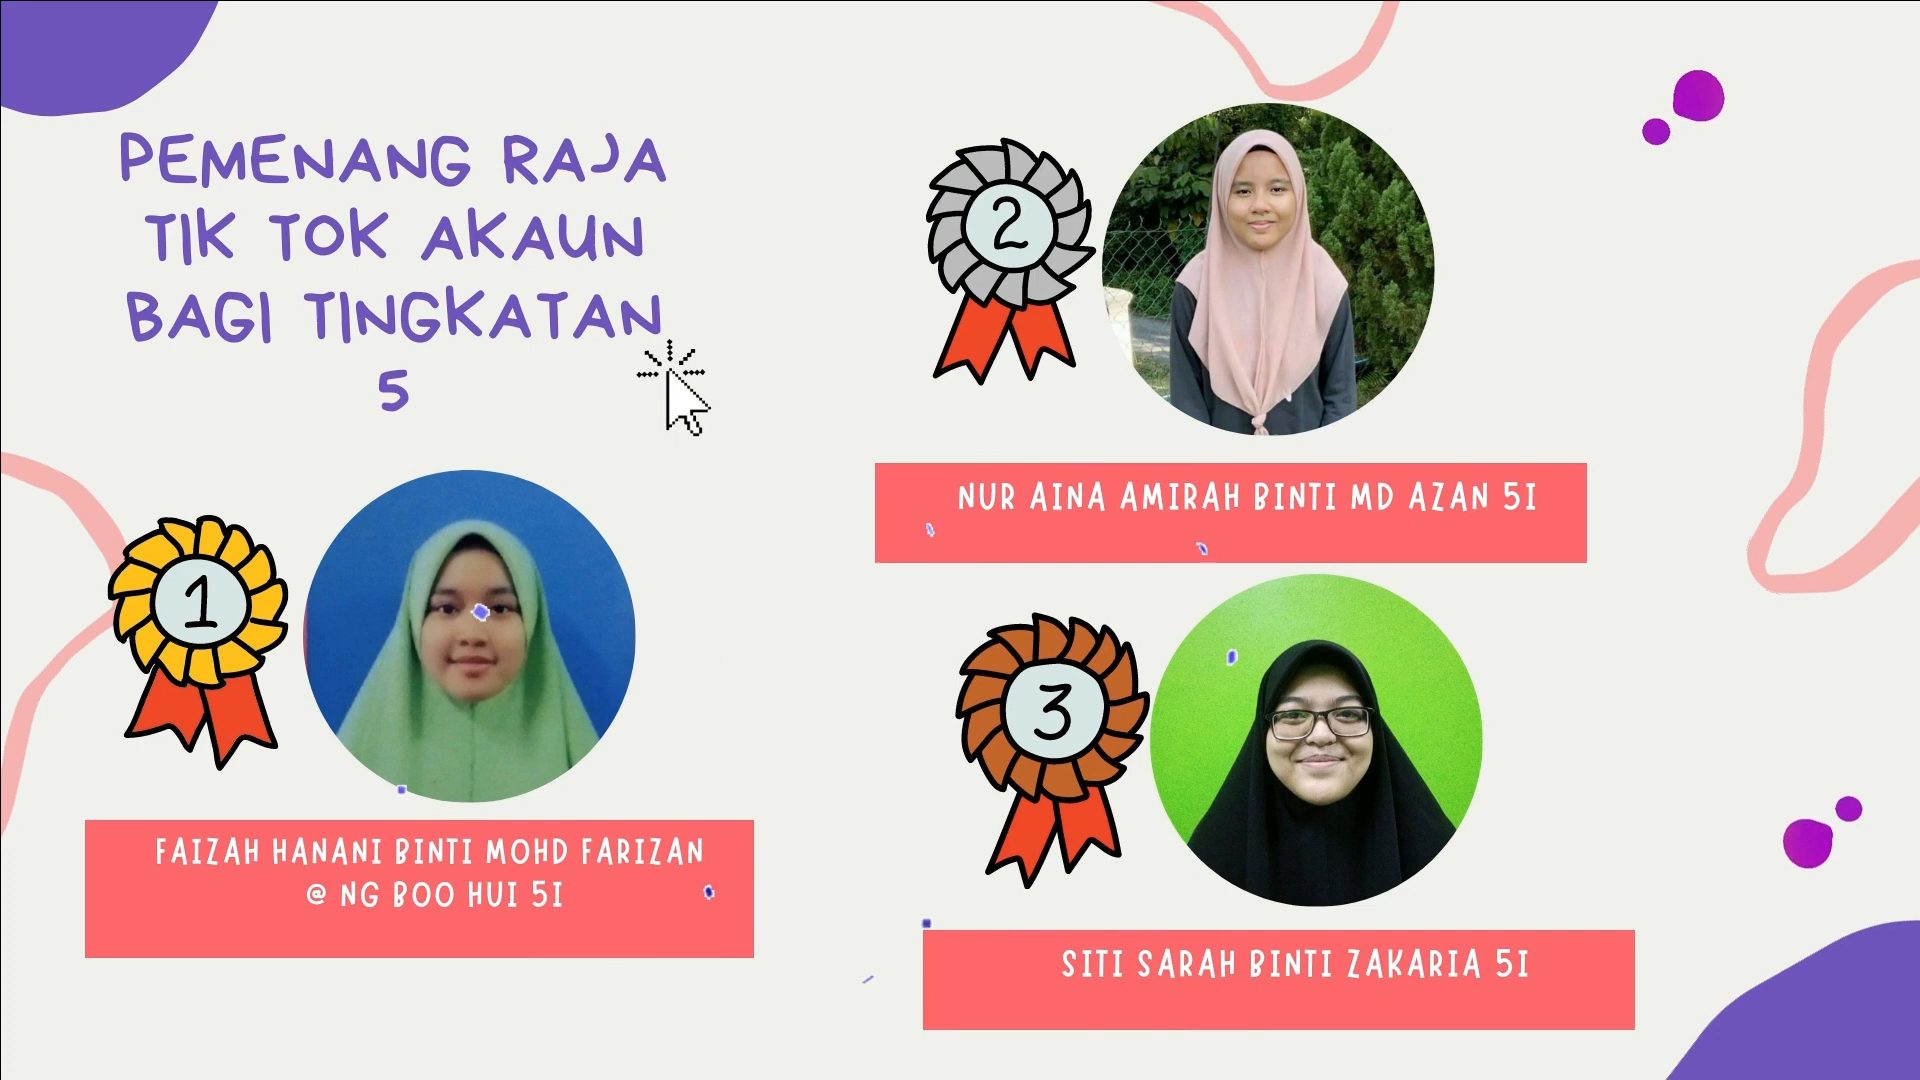 PEMENANG RAJA
TIK TOK AKAUN
BAGI TINGKATAN
5
1
FAIZAH HANANI BINTI MOHD FARIZAN
@ NG BOO HUI 5I
2
NUR AINA AMIRAH BINTI MD AZAN 5I
3
SITI SARAH BINTI ZAKARIA 5I